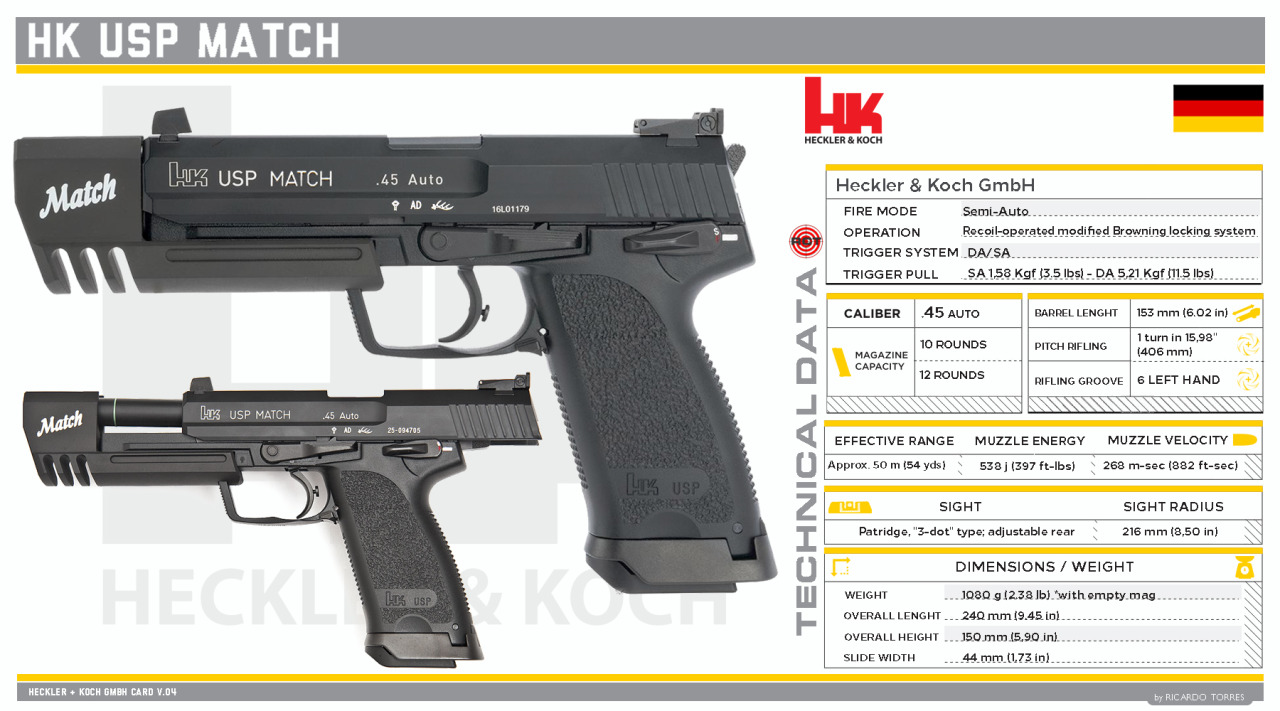 HK USP MATCH
HECKLER & KOCH
Match
HK USP MATCH .45 Auto
AD
16L01179
S
HK USP
Match
HK USP MATCH .45 Auto
AD 25-094705
HK USP
HECKLER & KOCH
HK
HECKLER & KOCH
TECHNICAL DATA
Heckler & Koch GmbH
FIRE MODE Semi-Auto
OPERATION Recoil-operated modified Browning locking system
TRIGGER SYSTEM DA/SA
TRIGGER PULL SA 1,58 Kgf (3.5 lbs) - DA 5,21 Kgf (11.5 lbs)
CALIBER .45 AUTO
MAGAZINE CAPACITY
10 ROUNDS
12 ROUNDS
BARREL LENGHT 153 mm (6.02 in)
PITCH RIFLING 1 turn in 15,98"
(406 mm)
RIFLING GROOVE 6 LEFT HAND
EFFECTIVE RANGE MUZZLE ENERGY MUZZLE VELOCITY
Approx. 50 m (54 yds) 538 j (397 ft-lbs) 268 m-sec (882 ft-sec)
SIGHT SIGHT RADIUS
Patridge, "3-dot" type; adjustable rear 216 mm (8,50 in)
DIMENSIONS / WEIGHT
WEIGHT 1080 g (2,38 lb) *with empty mag
OVERALL LENGHT 240 mm (9,45 in)
OVERALL HEIGHT 150 mm (5,90 in)
SLIDE WIDTH 44 mm (1,73 in)
HECKLER + KOCH GMBH CARD V.04
by RICARDO TORRES